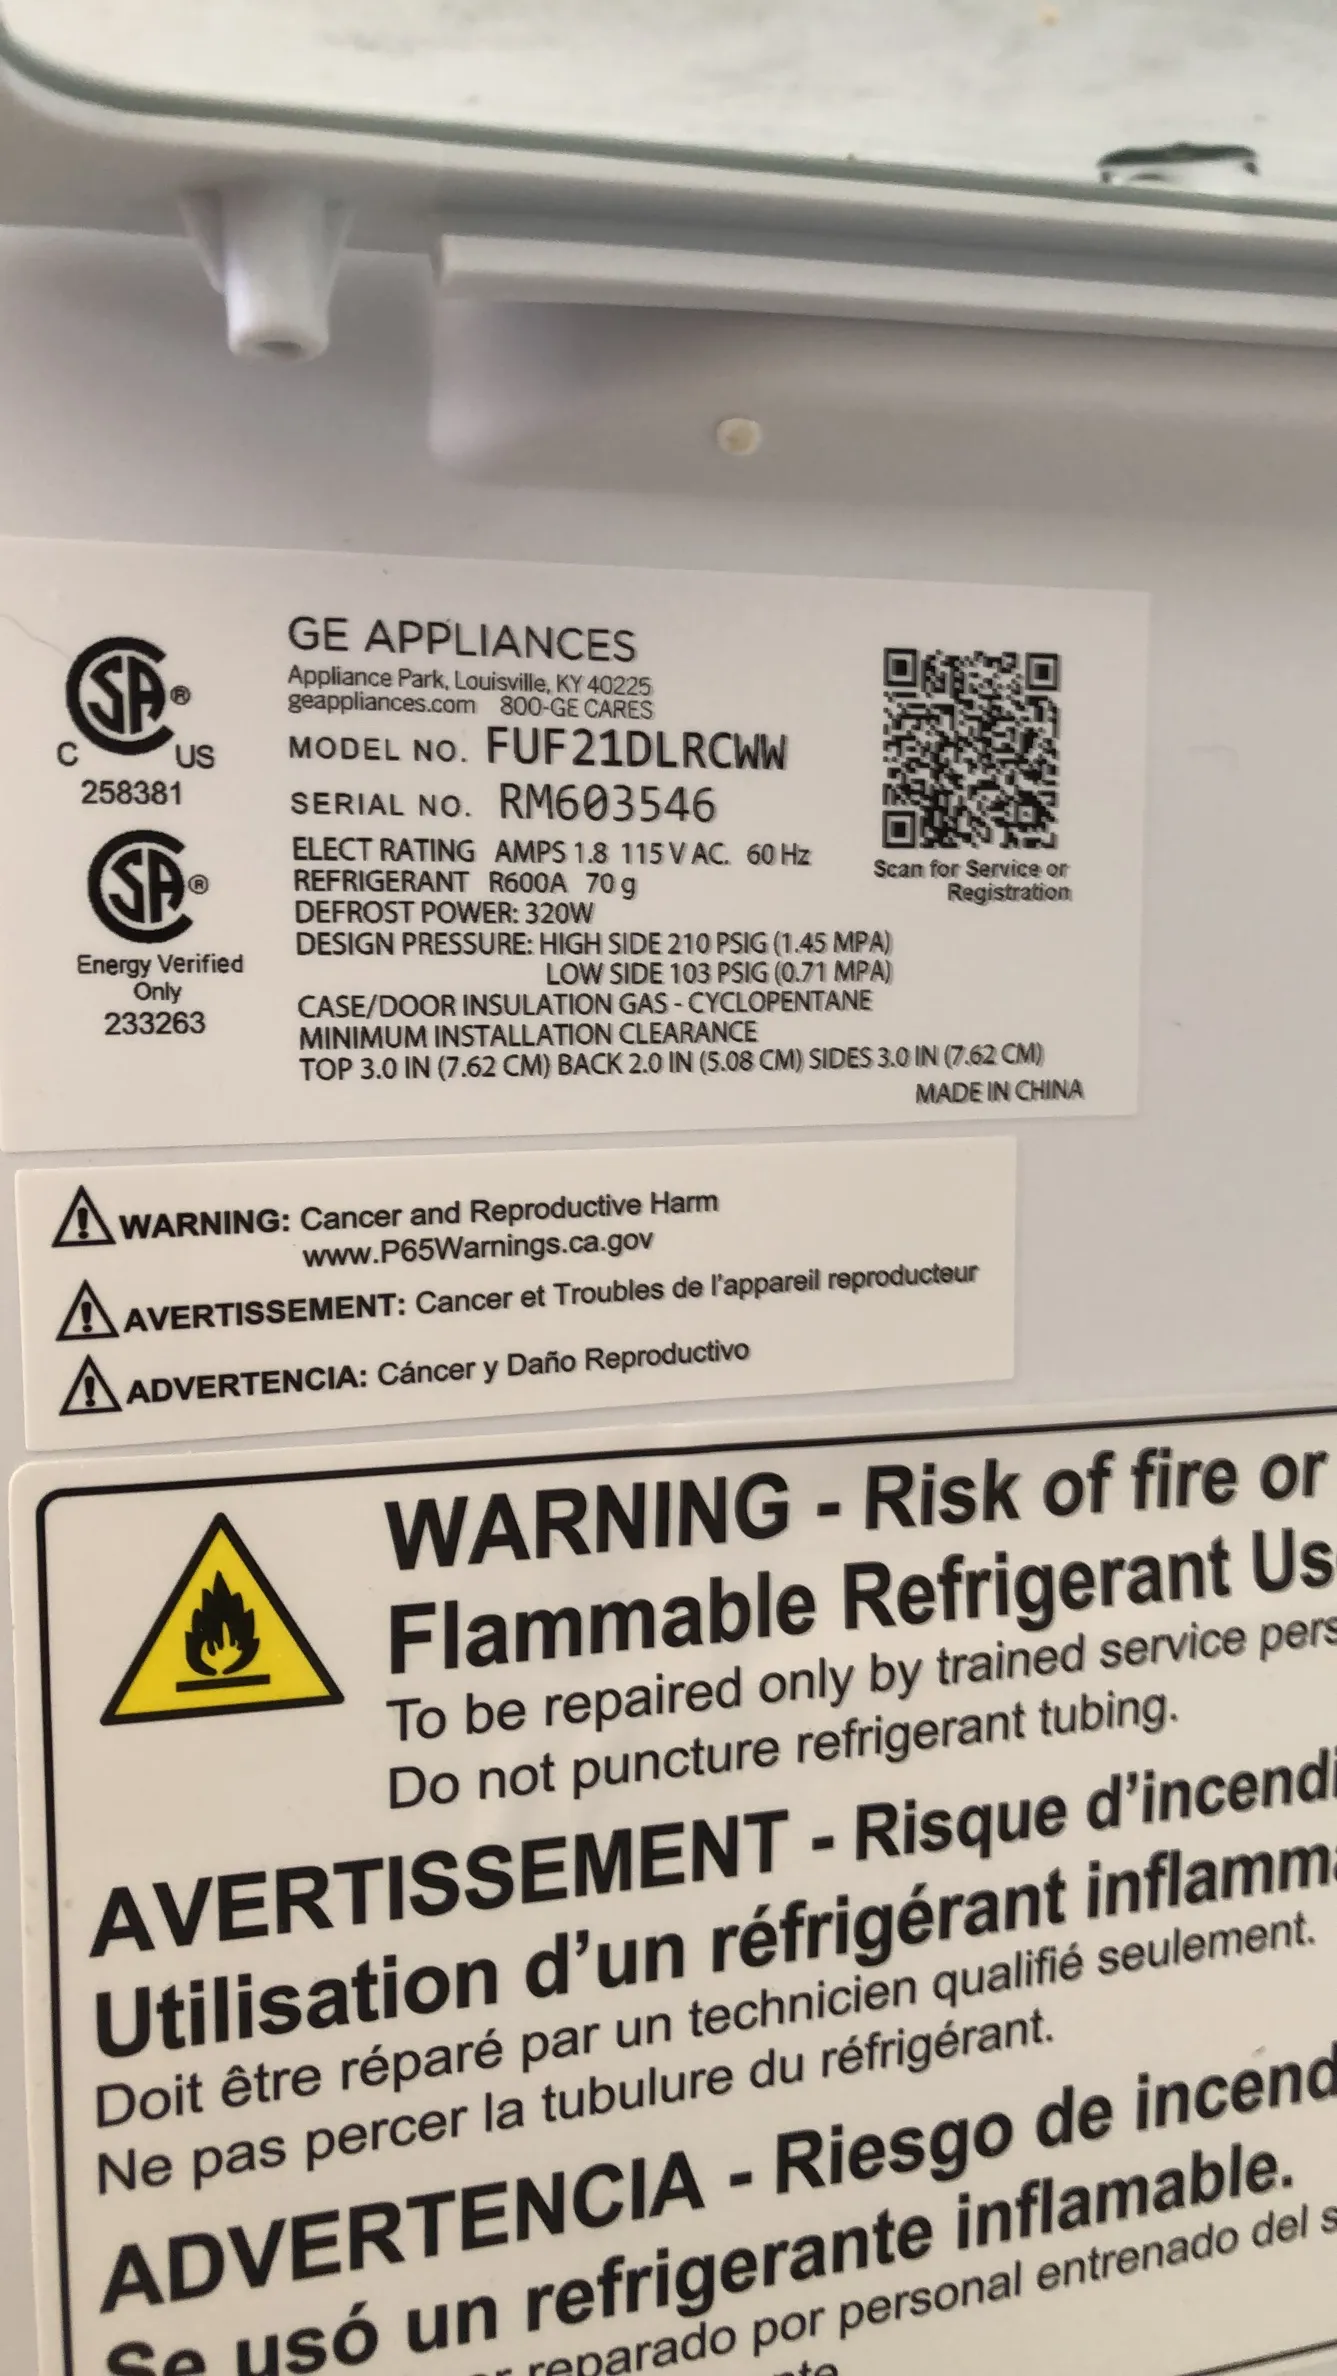 GE APPLIANCES
Appliance Park, Louisville, KY 40225
geappliances.com 800-GE CARES
MODEL NO. FUF21DLRCWW
SERIAL NO. RM603546
ELECT RATING AMPS 1.8 115 V AC. 60 Hz
REFRIGERANT R600A 70 g
DEFROST POWER: 320W
DESIGN PRESSURE: HIGH SIDE 210 PSIG (1.45 MPA)
LOW SIDE 103 PSIG (0.71 MPA)
CASE/DOOR INSULATION GAS - CYCLOPENTANE
MINIMUM INSTALLATION CLEARANCE
TOP 3.0 IN (7.62 CM) BACK 2.0 IN (5.08 CM) SIDES 3.0 IN (7.62 CM)
MADE IN CHINA
SA®
C US
258381
SA®
Energy Verified
Only
233263
Scan for Service or
Registration
WARNING: Cancer and Reproductive Harm
www.P65Warnings.ca.gov
AVERTISSEMENT: Cancer et Troubles de l'appareil reproducteur
ADVERTENCIA: Cáncer y Daño Reproductivo
WARNING - Risk of fire or
Flammable Refrigerant Us
To be repaired only by trained service pers
Do not puncture refrigerant tubing.
AVERTISSEMENT - Risque d'incendi
Utilisation d'un réfrigérant inflamma
Doit être réparé par un technicien qualifié seulement.
Ne pas percer la tubulure du réfrigérant.
ADVERTENCIA - Riesgo de incend
Se usó un refrigerante inflamable.
reparado por personal entrenado del s